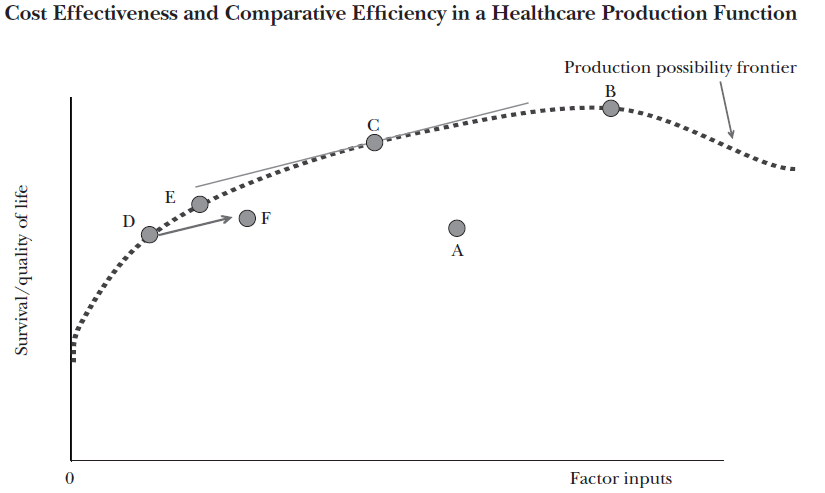 Cost Effectiveness and Comparative Efficiency in a Healthcare Production Function
Production possibility frontier
B
C
E
D
F
A
Survival/quality of life
0
Factor inputs